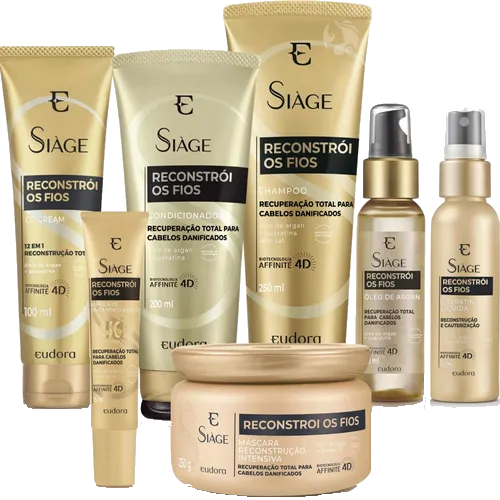 SIÀGE
RECONSTRÓI
OS FIOS
CC CREAM
12 EM 1
RECONSTRUÇÃO
BIOTECNOLOGIA
AFFINITÉ 4D
100 ml
eudora
SIÀGE
RECONSTRÓI
OS FIOS
CONDICIONADOR
RECUPERAÇÃO TOTAL PARA
CABELOS DANIFICADOS
BIOTECNOLOGIA
AFFINITÉ 4D
200 ml
eudora
SIÀGE
RECONSTRÓI
OS FIOS
SHAMPOO
RECUPERAÇÃO TOTAL PARA
CABELOS DANIFICADOS
BIOTECNOLOGIA
AFFINITÉ 4D
250 ml
eudora
SIÀGE
RECONSTRÓI
OS FIOS
RECUPERAÇÃO TOTAL
PARA CABELOS
DANIFICADOS
AFFINITÉ 4D
eudora
SIÀGE
RECONSTROI OS FIOS
MÁSCARA
RECONSTRUÇÃO
INTENSIVA
RECUPERAÇÃO TOTAL PARA
CABELOS DANIFICADOS
BIOTECNOLOGIA
AFFINITÉ 4D
250 g
eudora
SIÀGE
RECONSTRÓI
OS FIOS
ÓLEO DE ARGAN
RECUPERAÇÃO TOTAL
PARA CABELOS
DANIFICADOS
AFFINITÉ 4D
eudora
SIÀGE
RECONSTRÓI
OS FIOS
RECONSTRUÇÃO
E CAUTERIZAÇÃO
AFFINITÉ 4D
eudora